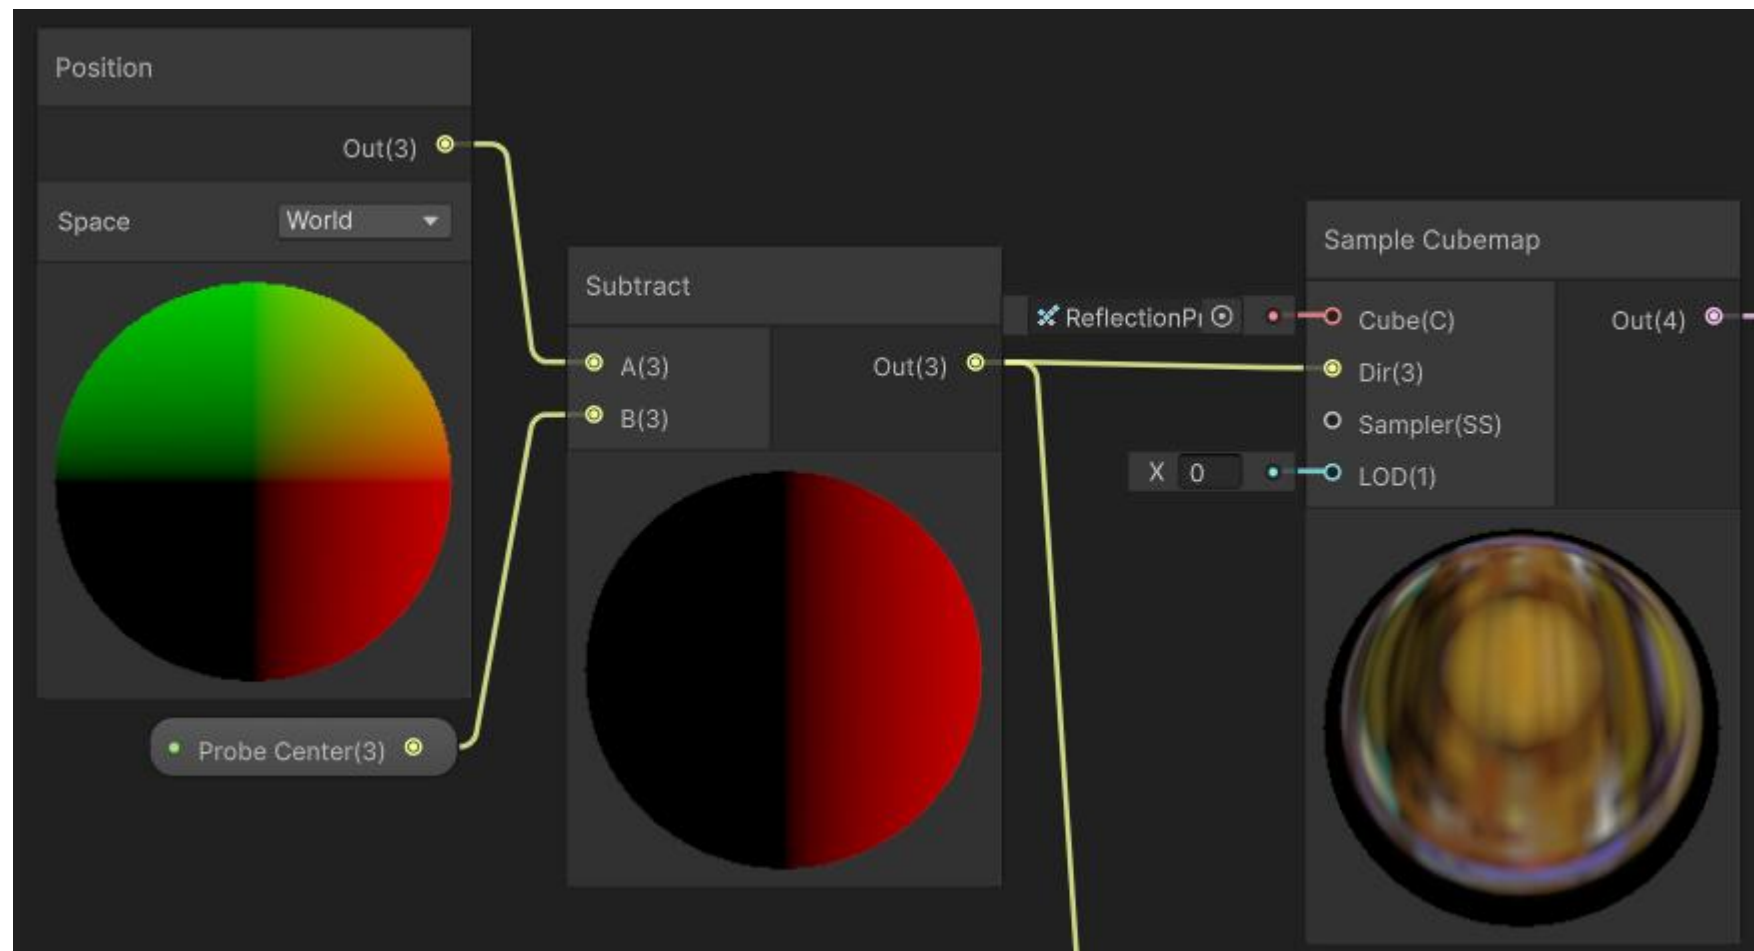 Position
Out(3)
Space
World
Probe Center(3)
Subtract
A(3)
Out(3)
B(3)
Sample Cubemap
ReflectionPr
Cube(C)
Out(4)
Dir(3)
Sampler(SS)
X 0
LOD(1)